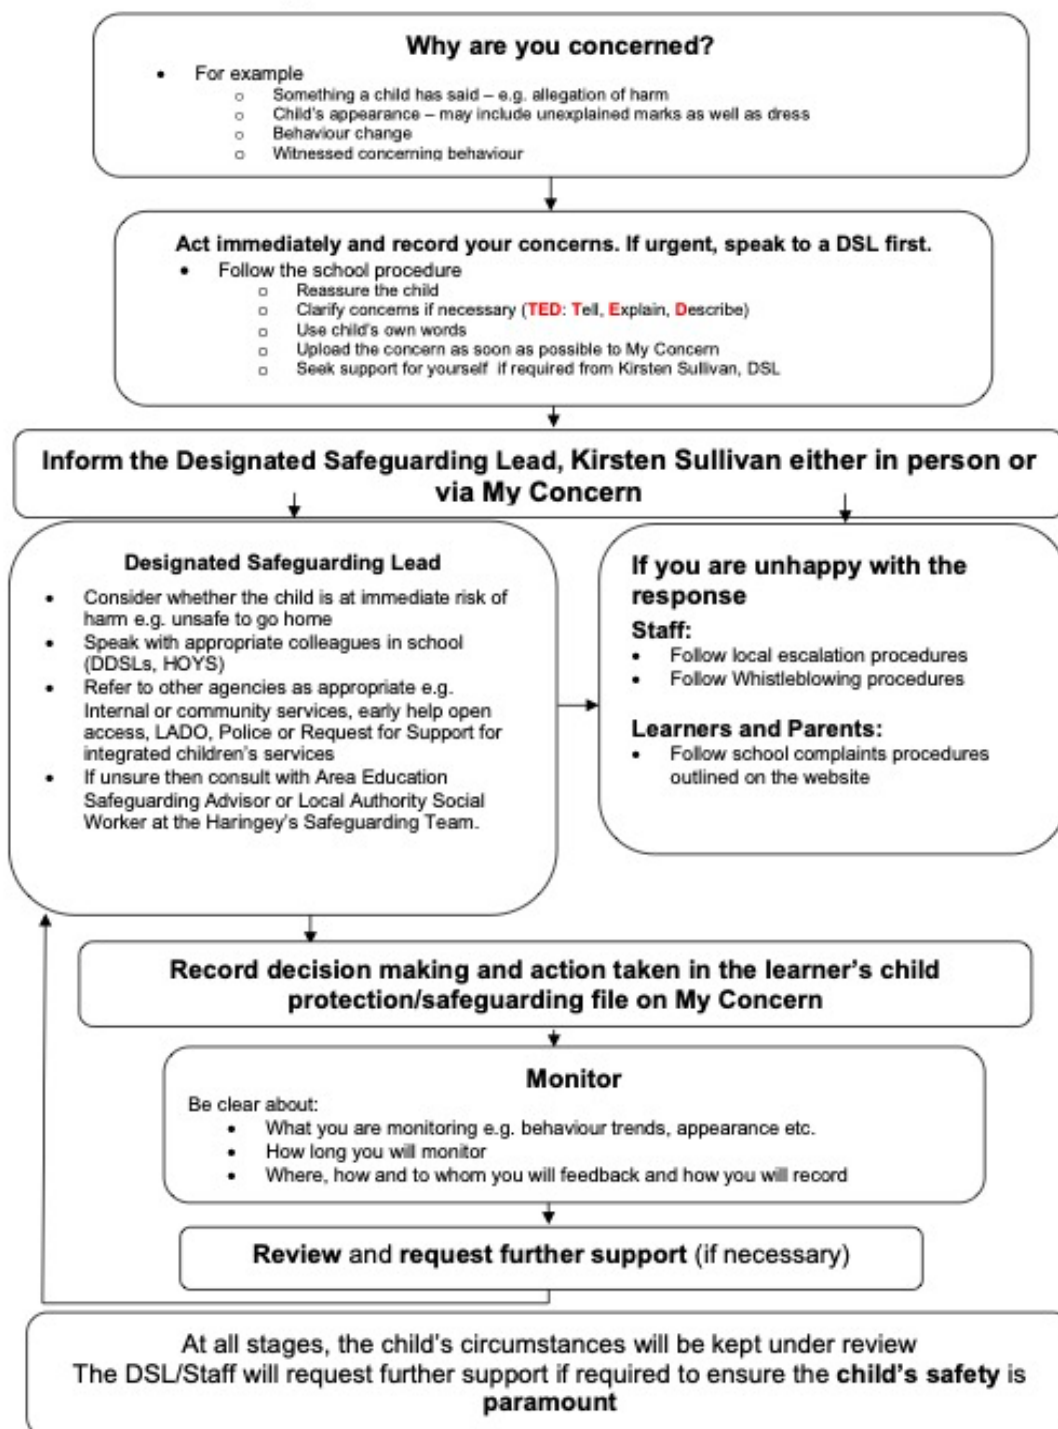 Why are you concerned?
• For example
o Something a child has said – e.g. allegation of harm
o Child's appearance – may include unexplained marks as well as dress
o Behaviour change
o Witnessed concerning behaviour
Act immediately and record your concerns. If urgent, speak to a DSL first.
• Follow the school procedure
o Reassure the child
o Clarify concerns if necessary (TED: Tell, Explain, Describe)
o Use child's own words
o Upload the concern as soon as possible to My Concern
o Seek support for yourself if required from Kirsten Sullivan, DSL
Inform the Designated Safeguarding Lead, Kirsten Sullivan either in person or
via My Concern
Designated Safeguarding Lead
• Consider whether the child is at immediate risk of
harm e.g. unsafe to go home
• Speak with appropriate colleagues in school
(DDSLs, HOYS)
• Refer to other agencies as appropriate e.g.
Internal or community services, early help open
access, LADO, Police or Request for Support for
integrated children's services
• If unsure then consult with Area Education
Safeguarding Advisor or Local Authority Social
Worker at the Haringey's Safeguarding Team.
If you are unhappy with the
response
Staff:
• Follow local escalation procedures
• Follow Whistleblowing procedures
Learners and Parents:
• Follow school complaints procedures
outlined on the website
Record decision making and action taken in the learner's child
protection/safeguarding file on My Concern
Monitor
Be clear about:
• What you are monitoring e.g. behaviour trends, appearance etc.
• How long you will monitor
• Where, how and to whom you will feedback and how you will record
Review and request further support (if necessary)
At all stages, the child's circumstances will be kept under review
The DSL/Staff will request further support if required to ensure the child's safety is
paramount